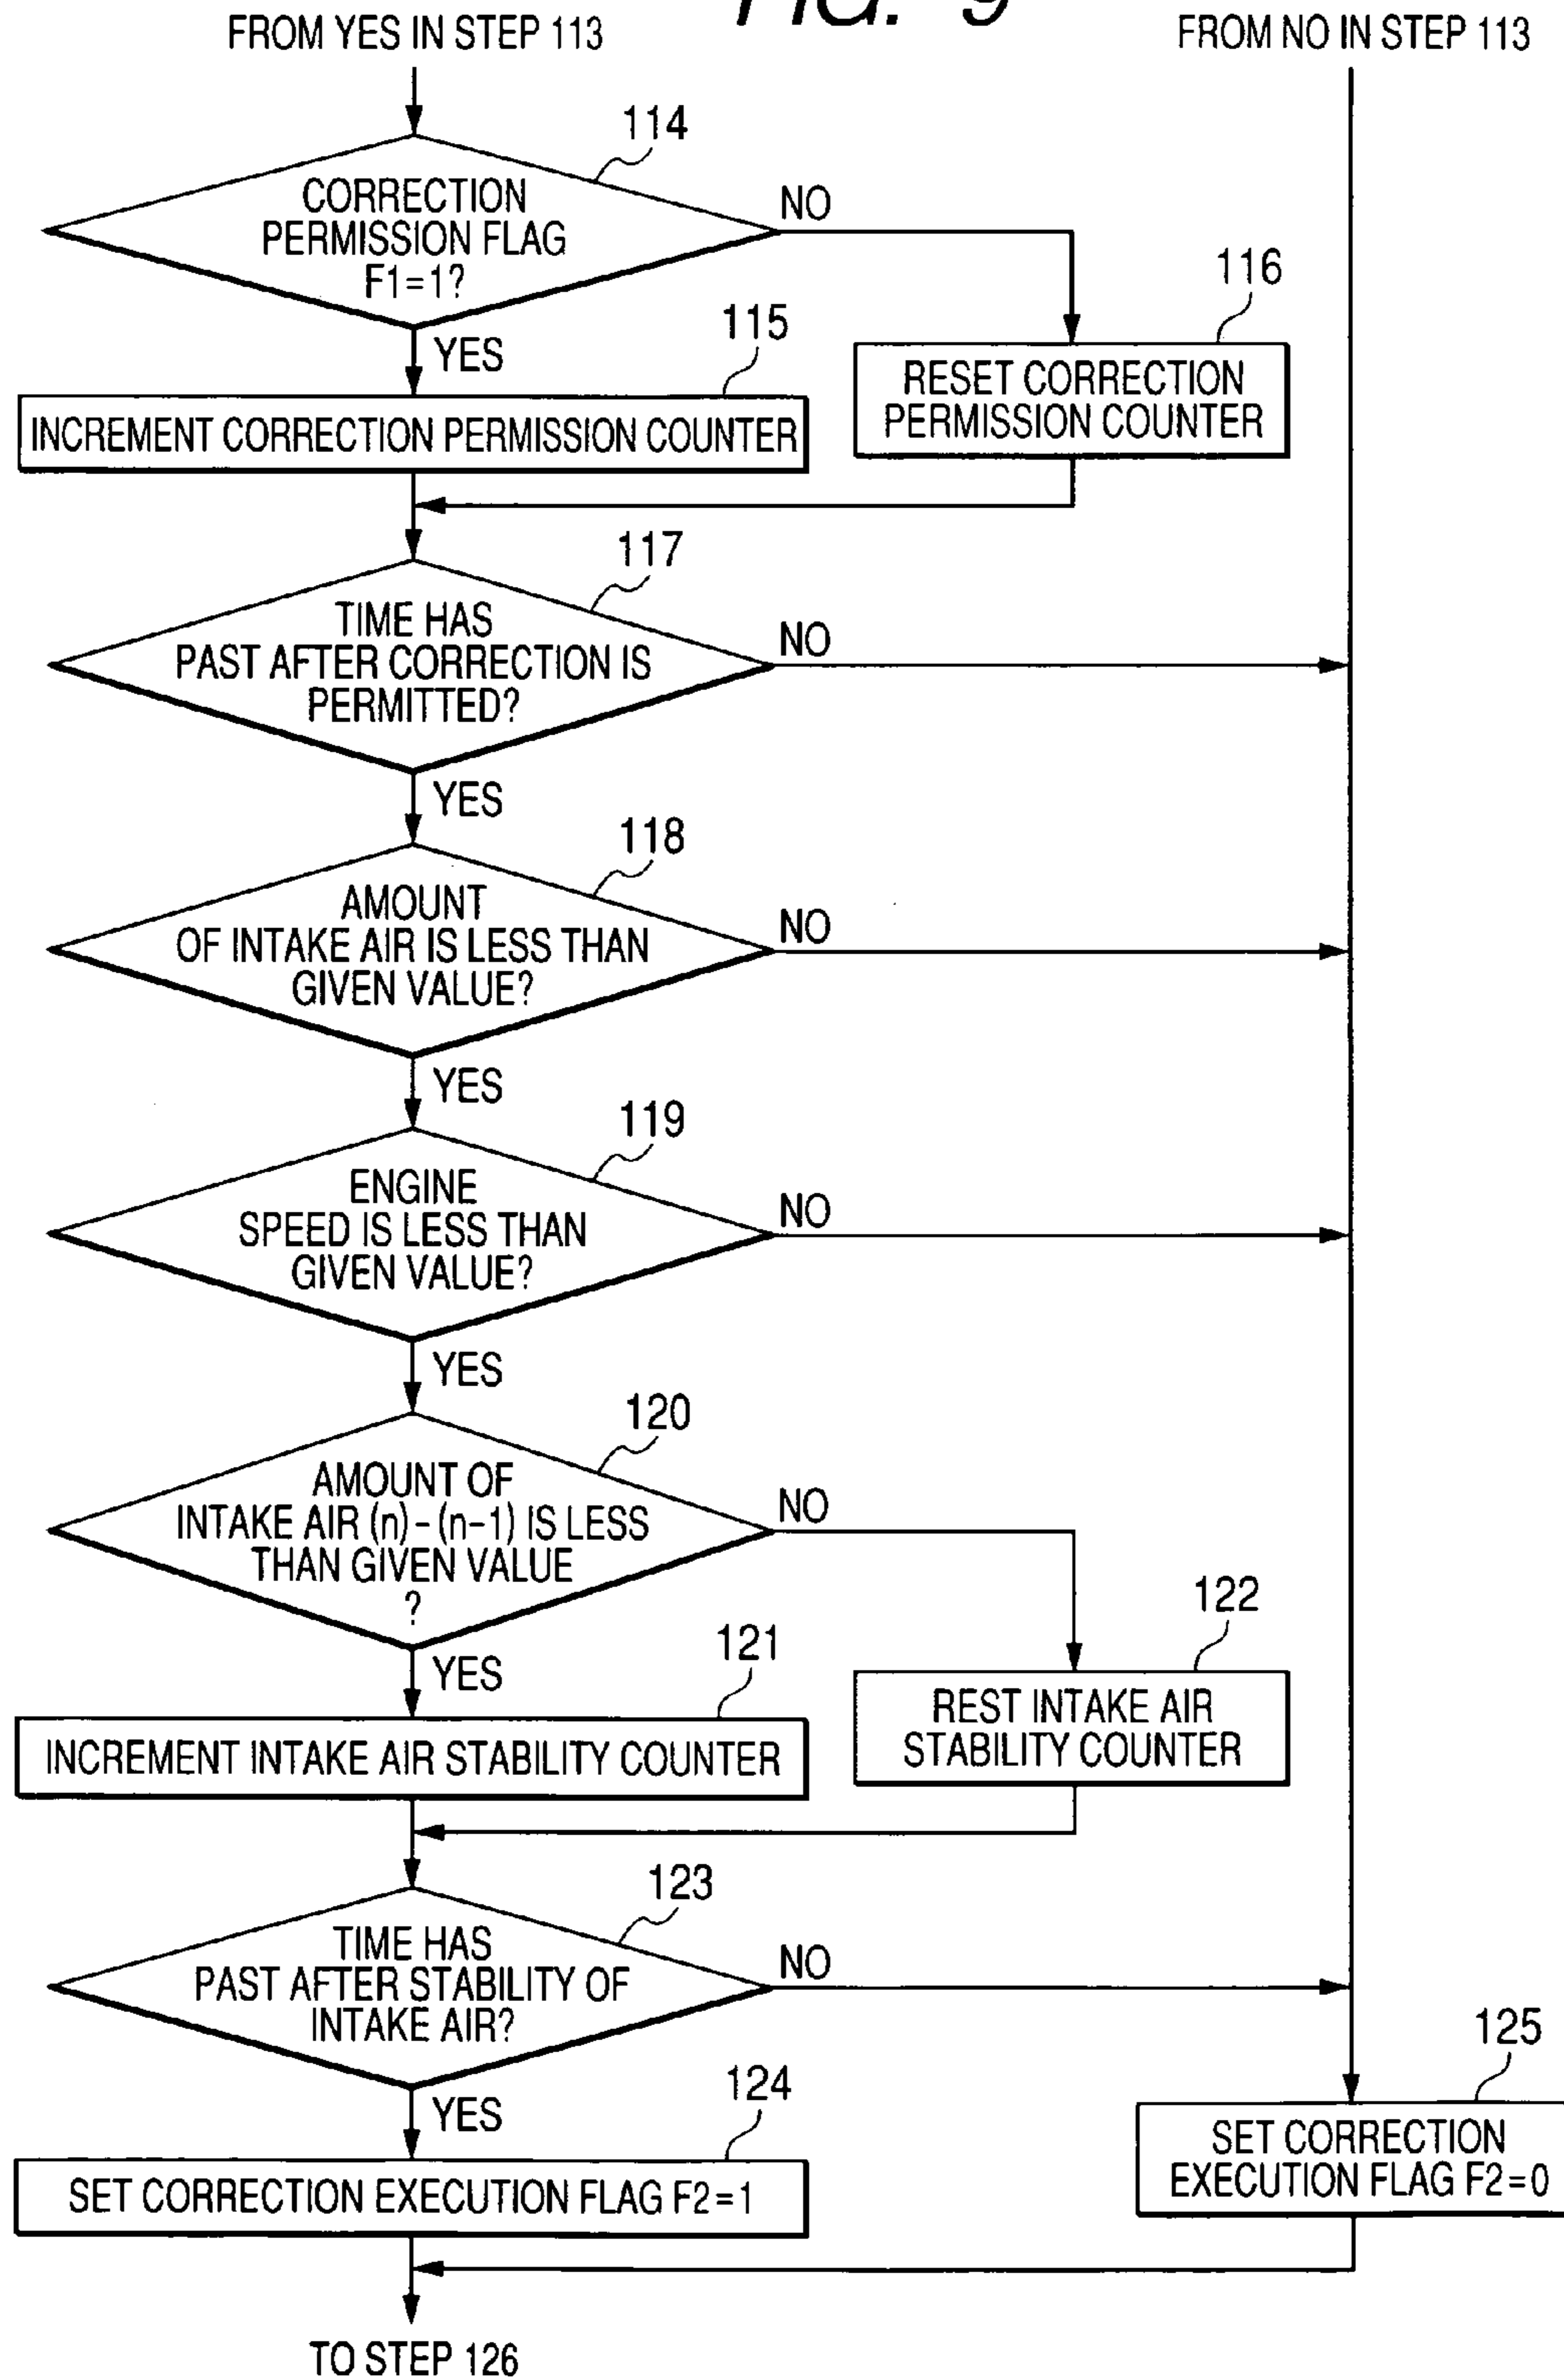 FIG. 9
FROM YES IN STEP 113
FROM NO IN STEP 113
114
CORRECTION
PERMISSION FLAG
F1=1?
NO
YES
115
INCREMENT CORRECTION PERMISSION COUNTER
116
RESET CORRECTION
PERMISSION COUNTER
117
TIME HAS
PAST AFTER CORRECTION IS
PERMITTED?
NO
YES
118
AMOUNT
OF INTAKE AIR IS LESS THAN
GIVEN VALUE?
NO
YES
119
ENGINE
SPEED IS LESS THAN
GIVEN VALUE?
NO
YES
120
AMOUNT OF
INTAKE AIR (n)-(n-1) IS LESS
THAN GIVEN VALUE
?
NO
YES
121
INCREMENT INTAKE AIR STABILITY COUNTER
122
REST INTAKE AIR
STABILITY COUNTER
123
TIME HAS
PAST AFTER STABILITY OF
INTAKE AIR?
NO
YES
124
SET CORRECTION EXECUTION FLAG F2=1
125
SET CORRECTION
EXECUTION FLAG F2=0
TO STEP 126